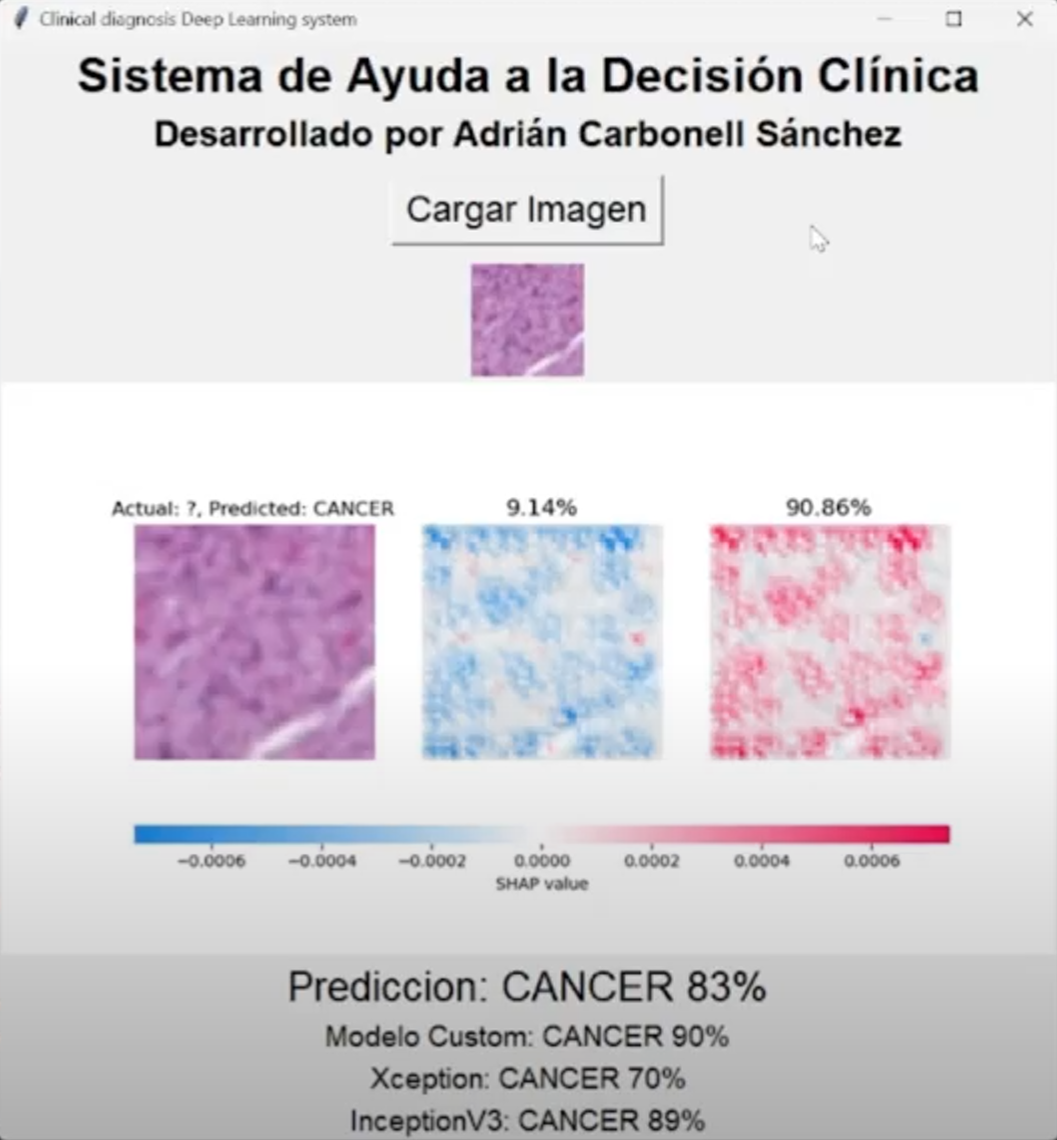 Clinical diagnosis Deep Learning system
Sistema de Ayuda a la Decisión Clínica
Desarrollado por Adrián Carbonell Sánchez
Cargar Imagen
Actual: ?, Predicted: CANCER
9.14%
90.86%
−0.0006 −0.0004 −0.0002 0.0000 0.0002 0.0004 0.0006
SHAP value
Prediccion: CANCER 83%
Modelo Custom: CANCER 90%
Xception: CANCER 70%
InceptionV3: CANCER 89%